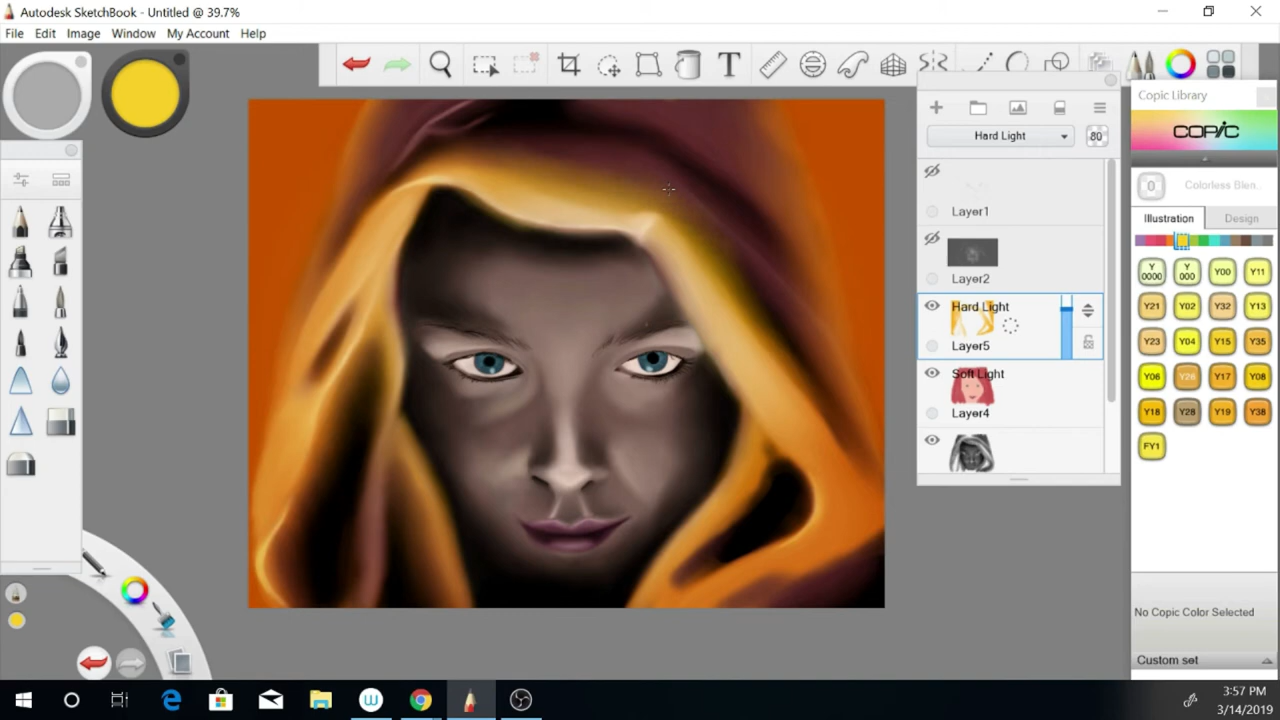 Autodesk SketchBook - Untitled @ 39.7%
File Edit Image Window My Account Help
T
Copic Library
COPIC
Hard Light
80
0 Colorless Blen..
Layer1
Illustration Design
Layer2
Y 0000 Y 000 Y00 Y11
Hard Light
Y21 Y02 Y32 Y13
Layer5
Y23 Y04 Y15 Y35
Soft Light
Y06 Y26 Y17 Y08
Layer4
Y18 Y28 Y19 Y38
FY1
No Copic Color Selected
Custom set
3:57 PM
3/14/2019